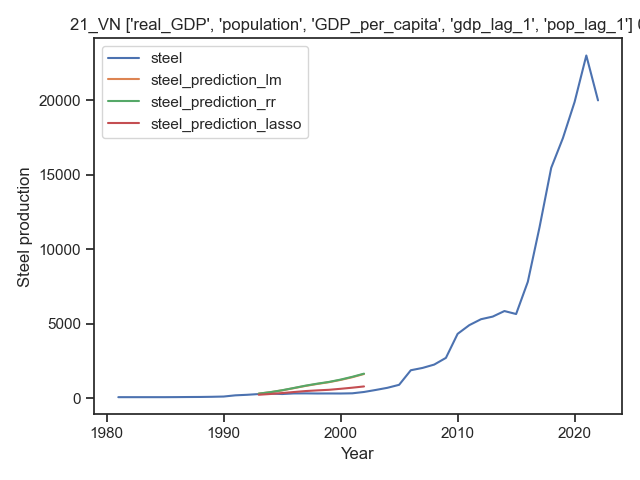 21_VN ['real_GDP', 'population', 'GDP_per_capita', 'gdp_lag_1', 'pop_lag_1']
steel
steel_prediction_lm
steel_prediction_rr
steel_prediction_lasso
20000
15000
10000
5000
0
Steel production
1980
1990
2000
2010
2020
Year